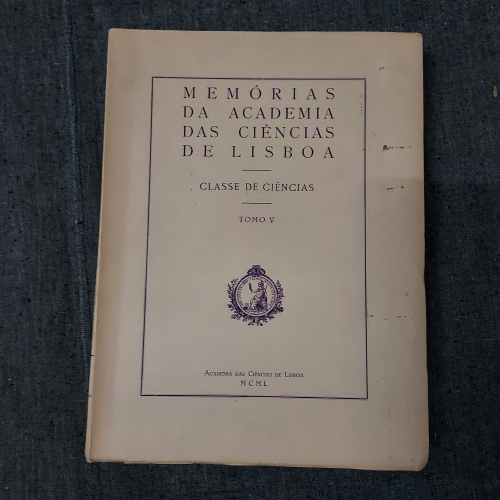 MEMÓRIAS
DA ACADEMIA
DAS CIÊNCIAS
DE LISBOA
CLASSE DE CIÊNCIAS
TOMO V
ACADEMIA DAS CIÊNCIAS DE LISBOA
MCML